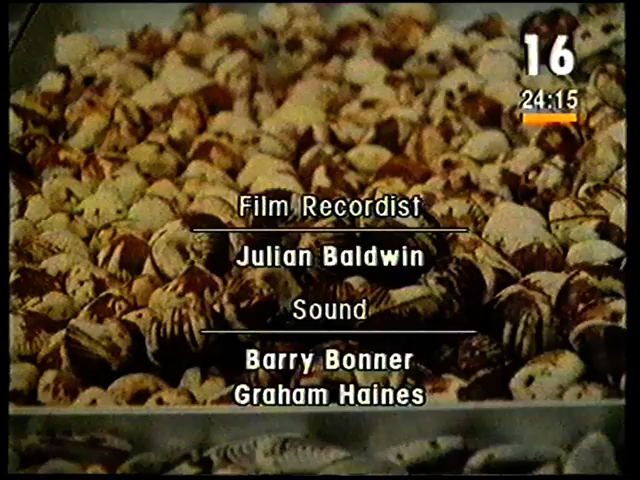 16
24:15
Film Recordist
Julian Baldwin
Sound
Barry Bonner
Graham Haines